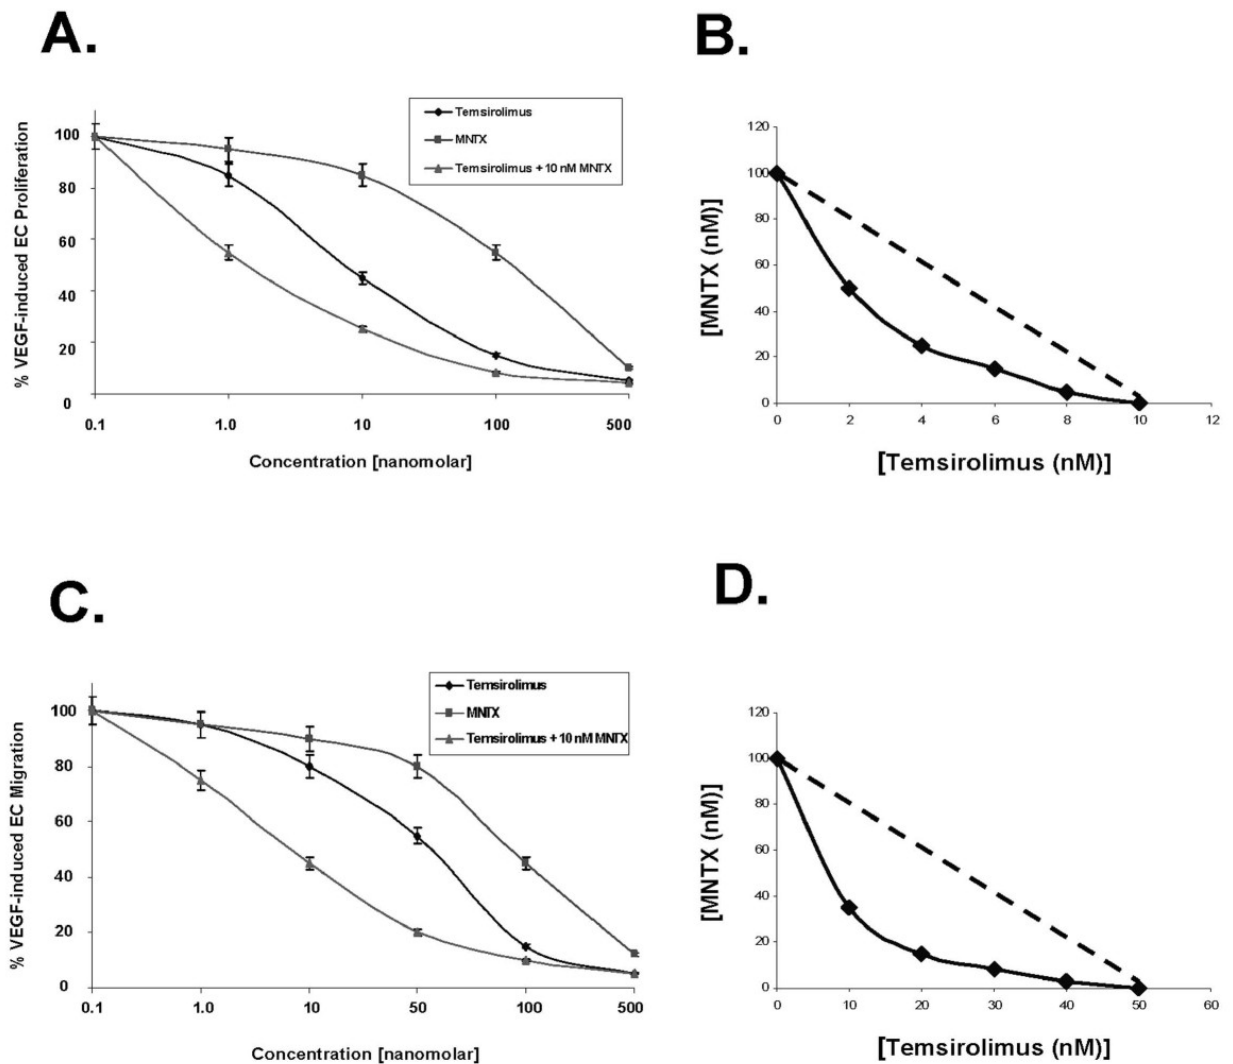 A.
% VEGF-induced EC Proliferation
100
80
60
40
20
0
Temsirolimus
MNTX
Temsirolimus + 10 nM MNTX
0.1 1.0 10 100 500
Concentration [nanomolar]
B.
[MNTX (nM)]
120
100
80
60
40
20
0
0 2 4 6 8 10 12
[Temsirolimus (nM)]
C.
% VEGF-induced EC Migration
100
80
60
40
20
0
Temsirolimus
MNTX
Temsirolimus + 10 nM MNTX
0.1 1.0 10 50 100 500
Concentration [nanomolar]
D.
[MNTX (nM)]
120
100
80
60
40
20
0
0 10 20 30 40 50 60
[Temsirolimus (nM)]